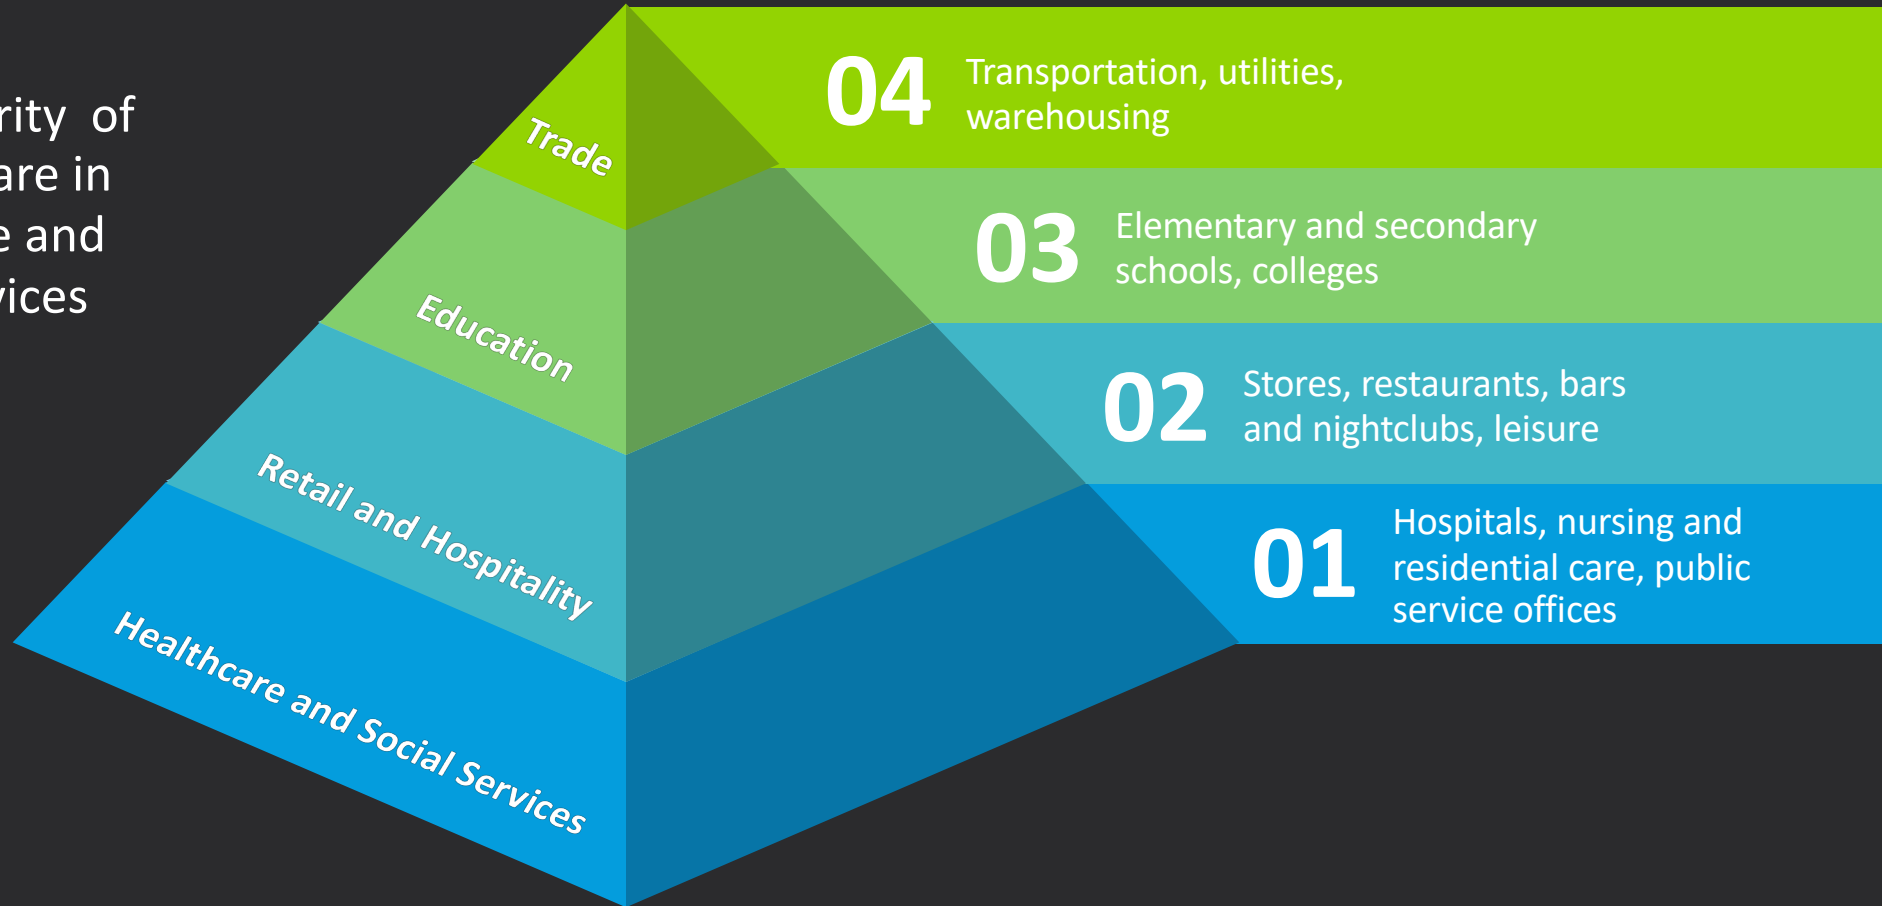 rity of
are in
e and
vices
04
Transportation, utilities,
warehousing
Trade
03
Elementary and secondary
schools, colleges
Education
02
Stores, restaurants, bars
and nightclubs, leisure
Retail and Hospitality
01
Hospitals, nursing and
residential care, public
service offices
Healthcare and Social Services